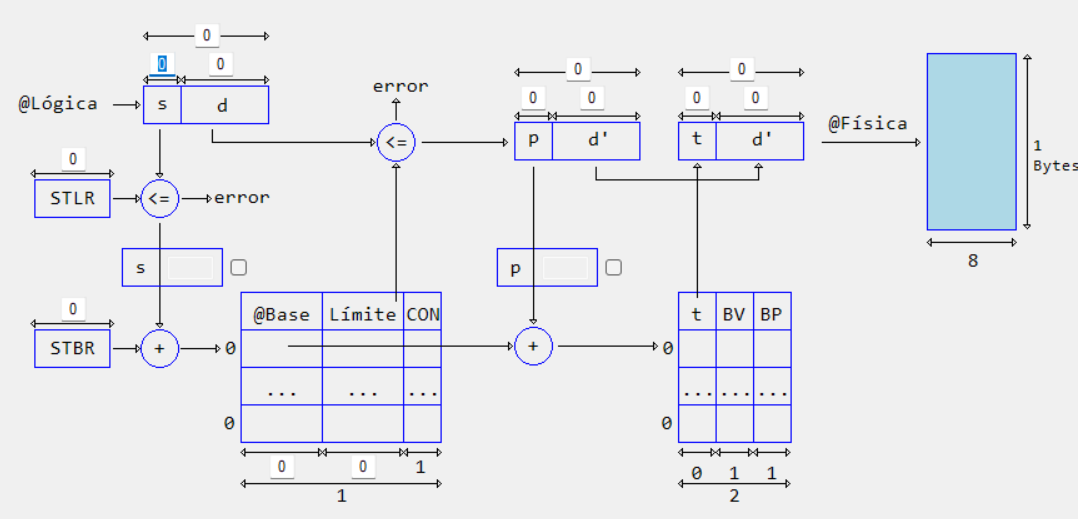 0
0 0
error
0
0
@Lógica s d
0 0
0 0
<=
p d'
t d'
@Física
1
Bytes
0
STLR <= error
s
p
8
0
@Base Límite CON
t BV BP
STBR + 0
+
0
... ... ...
... ... ...
0
0
0 0 1
0 1 1
1
2